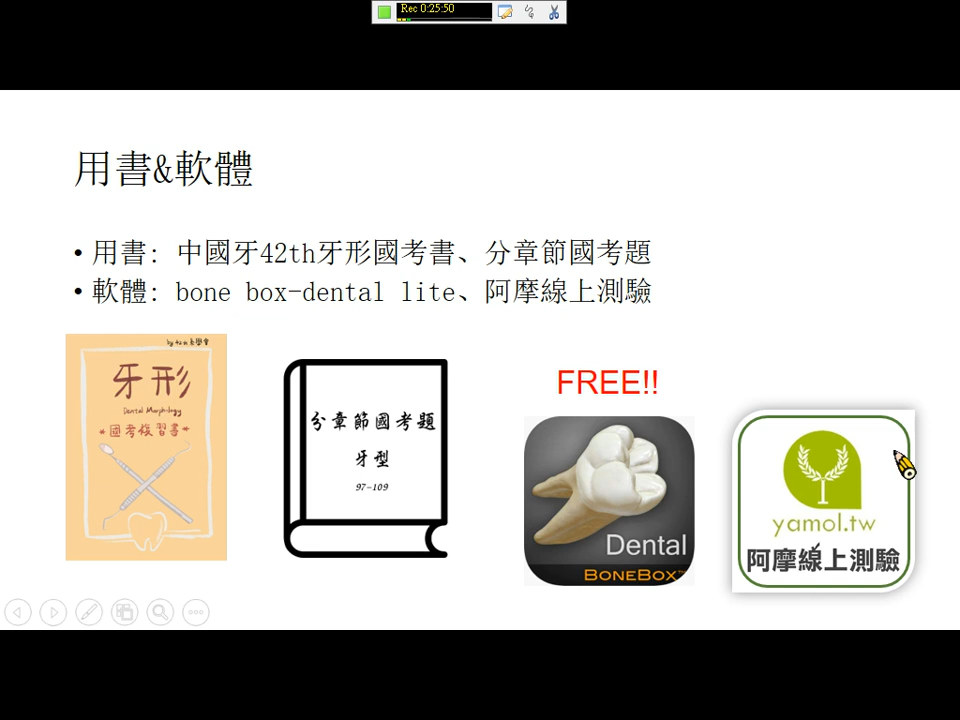 Rec 0:25:50
用書&軟體
• 用書: 中國牙42th牙形國考書、分章節國考題
• 軟體: bone box-dental lite、阿摩線上測驗
牙形
Dental Morphology
*國考複習書*
分章節國考題
牙型
97-109
FREE!!
Dental
BONEBOX™
yamol.tw
阿摩線上測驗